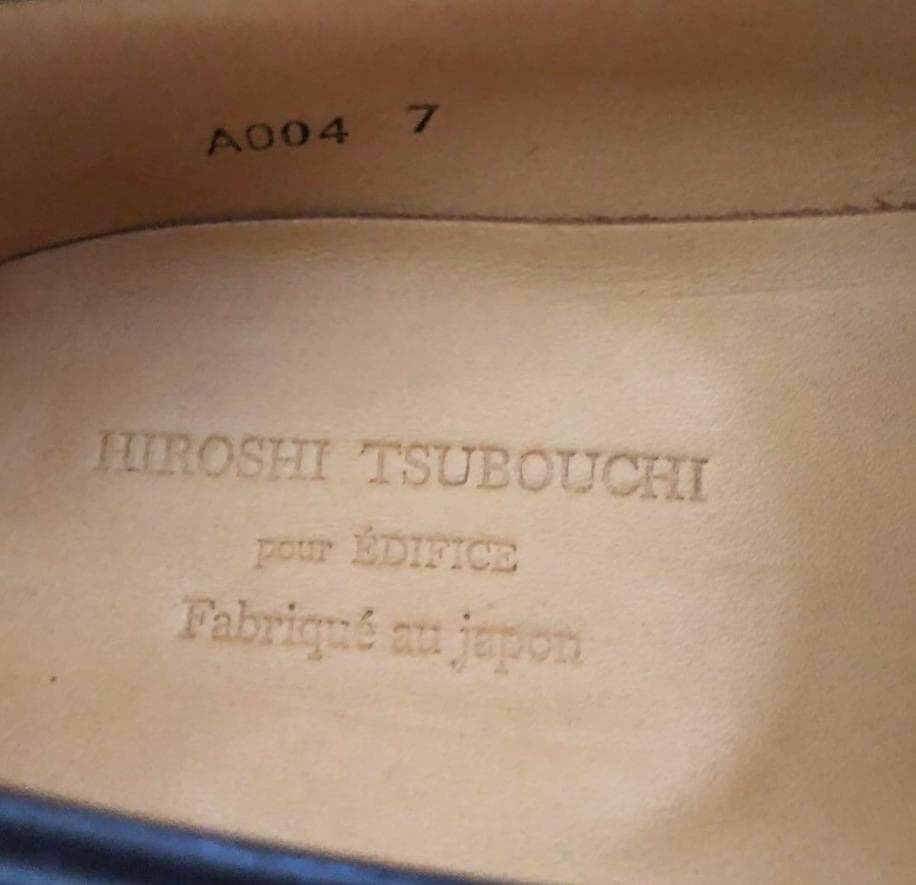 A004 7
HIROSHI TSUBOUCHI
pour ÉDIFICE
Fabriqué au japon